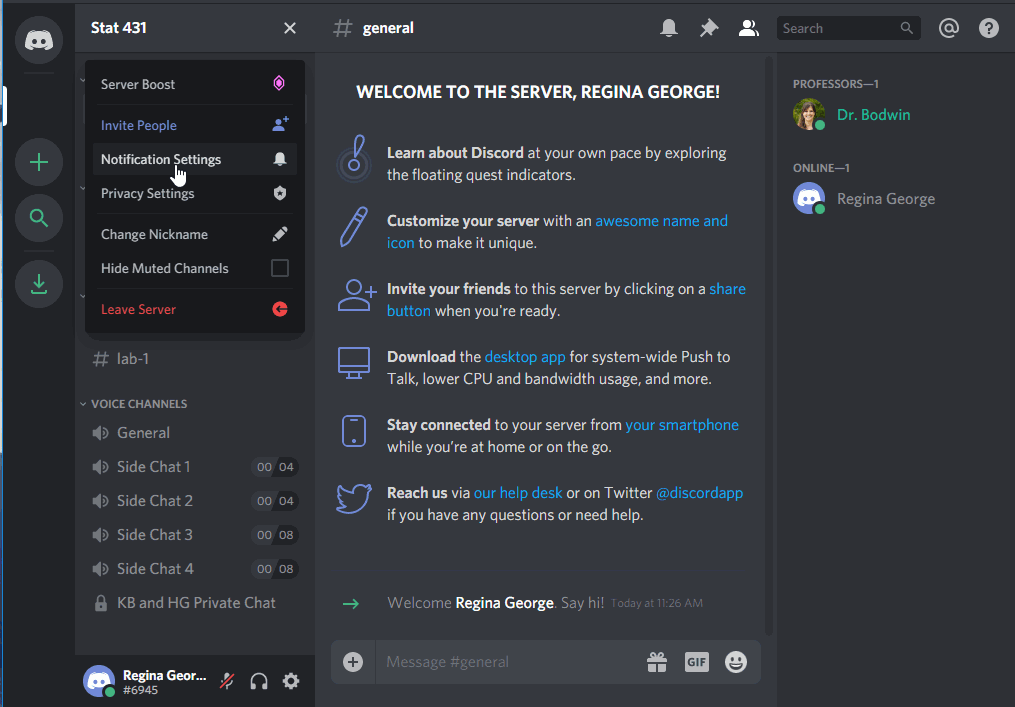 Stat 431
general
Search
Server Boost
Invite People
Notification Settings
Privacy Settings
Change Nickname
Hide Muted Channels
Leave Server
lab-1
VOICE CHANNELS
General
Side Chat 1 00 04
Side Chat 2 00 04
Side Chat 3 00 08
Side Chat 4 00 08
KB and HG Private Chat
Regina Geor...
#6945
WELCOME TO THE SERVER, REGINA GEORGE!
Learn about Discord at your own pace by exploring
the floating quest indicators.
Customize your server with an awesome name and
icon to make it unique.
Invite your friends to this server by clicking on a share
button when you're ready.
Download the desktop app for system-wide Push to
Talk, lower CPU and bandwidth usage, and more.
Stay connected to your server from your smartphone
while you're at home or on the go.
Reach us via our help desk or on Twitter @discordapp
if you have any questions or need help.
Welcome Regina George. Say hi! Today at 11:26 AM
Message #general
GIF
PROFESSORS—1
Dr. Bodwin
ONLINE—1
Regina George